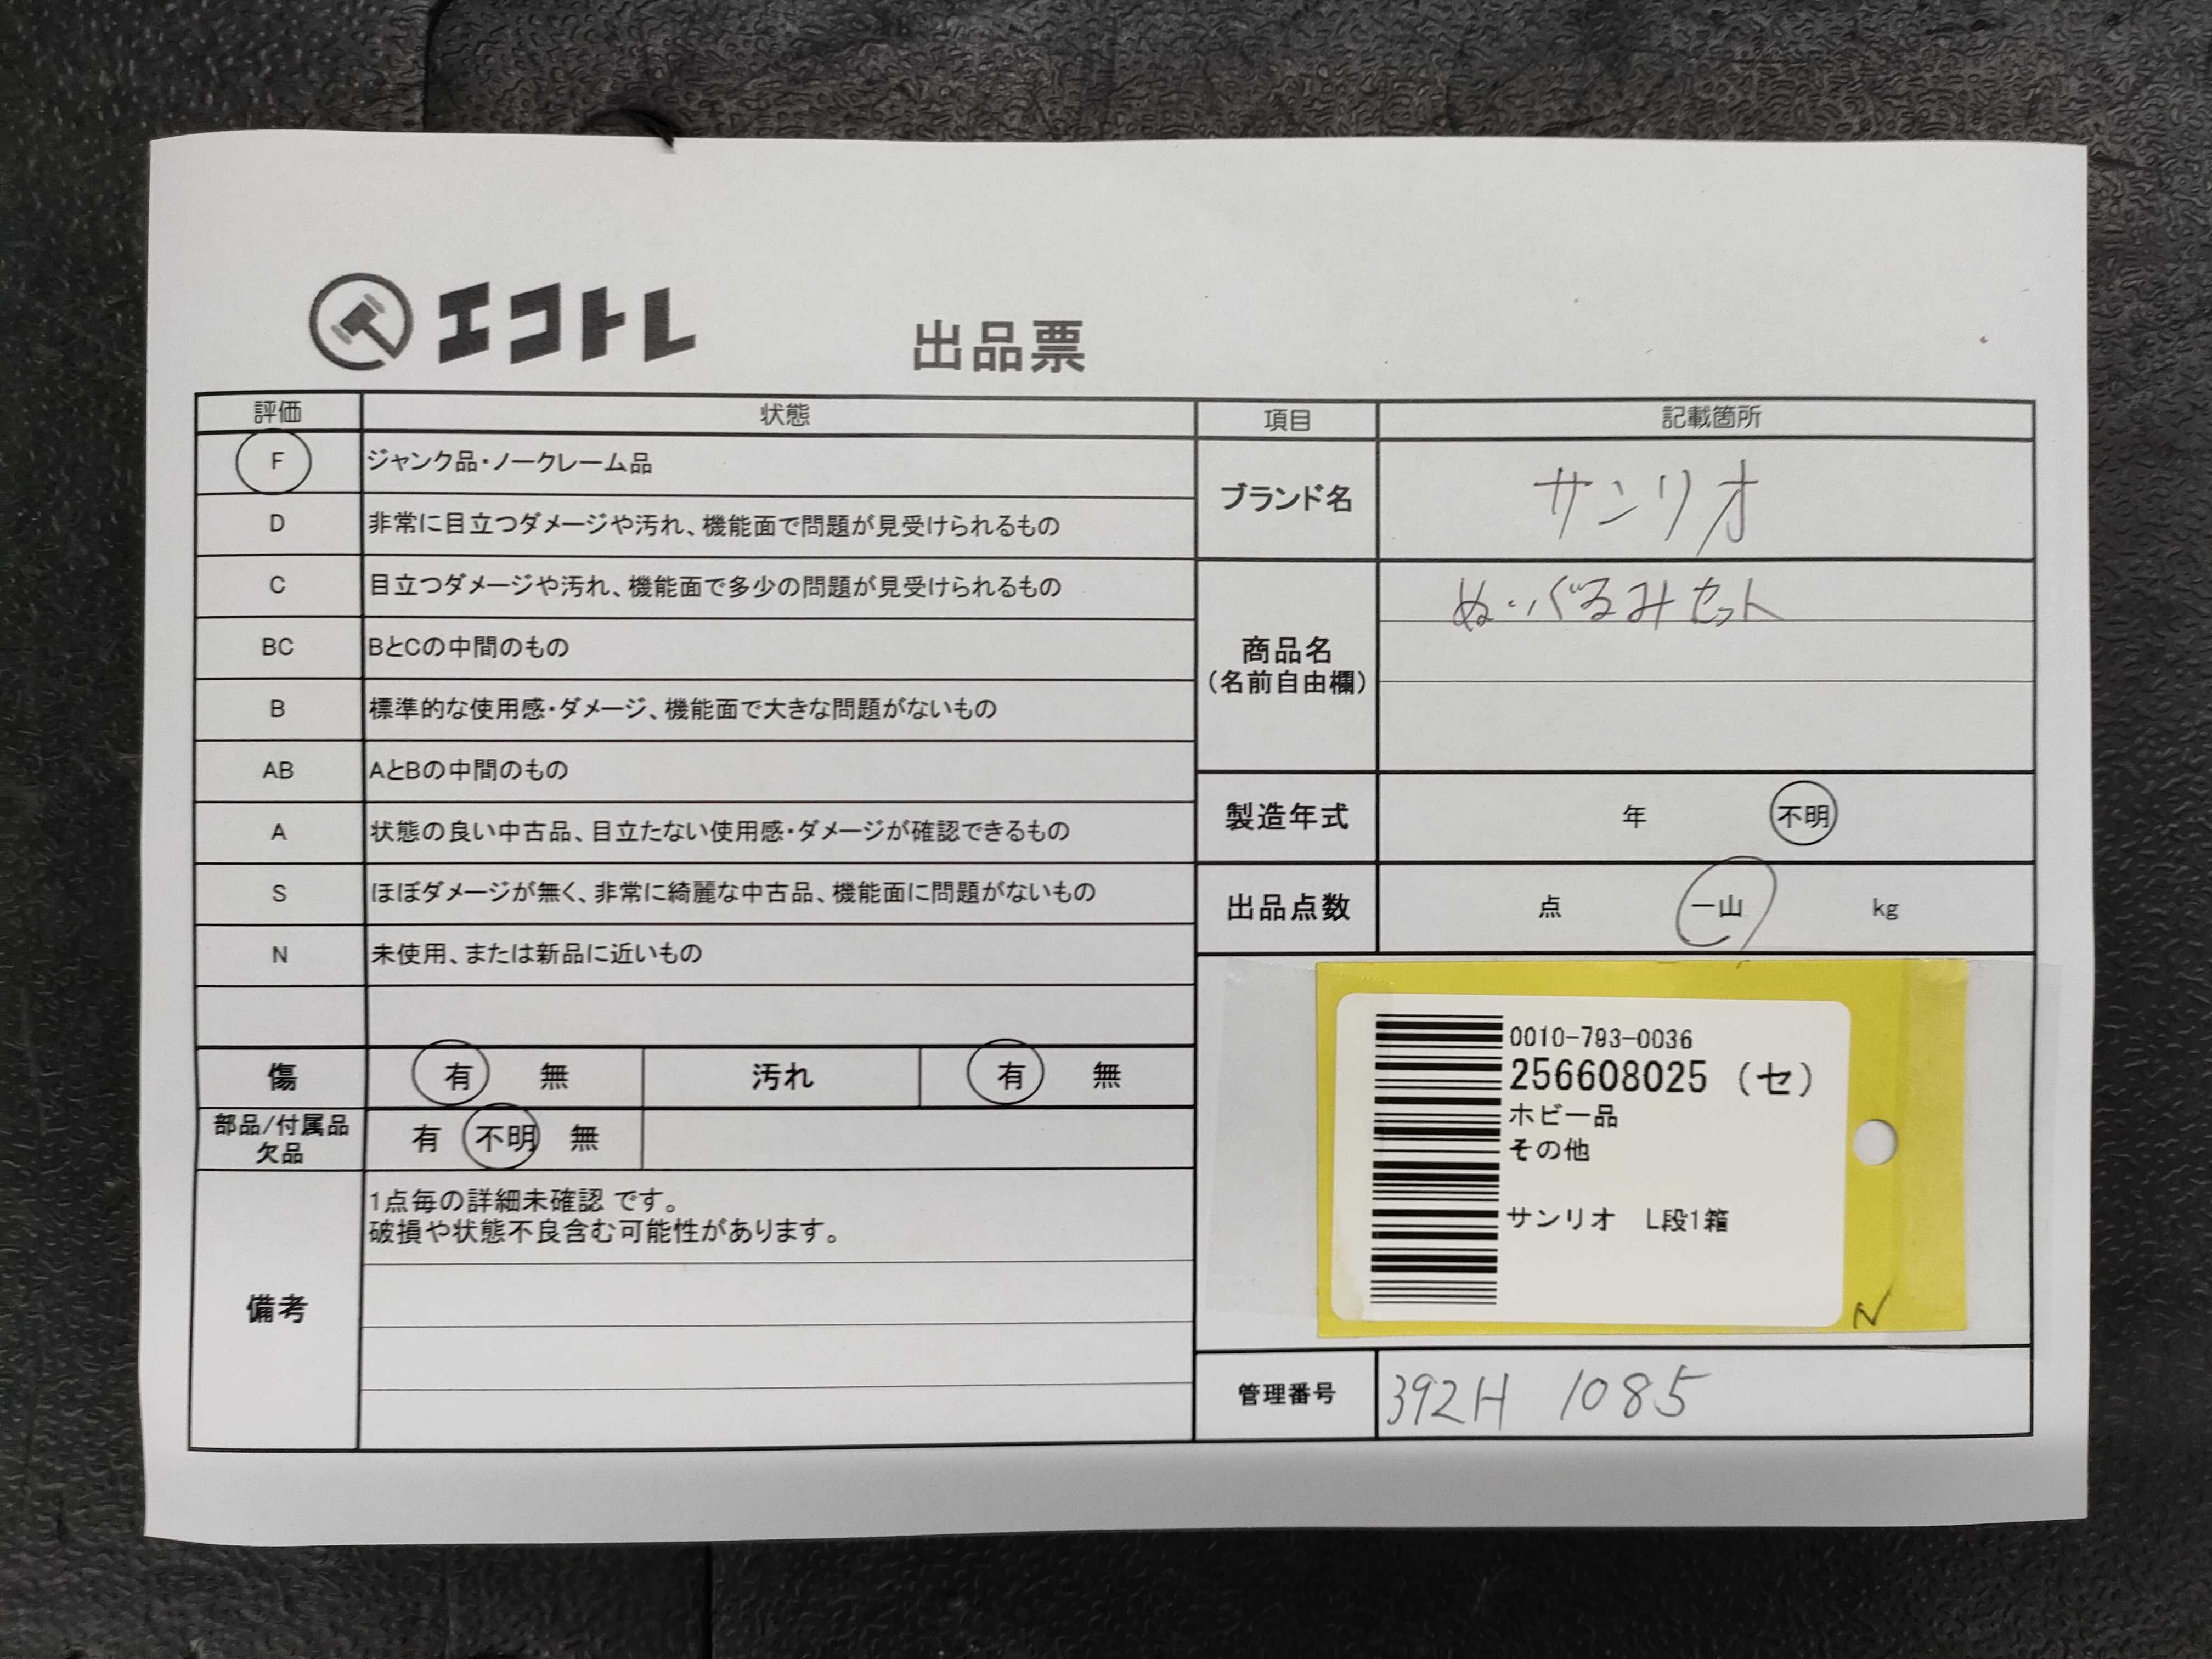 エコトレ
出品票
評価 状態
F ジャンク品・ノークレーム品
D 非常に目立つダメージや汚れ、機能面で問題が見受けられるもの
C 目立つダメージや汚れ、機能面で多少の問題が見受けられるもの
BC BとCの中間のもの
B 標準的な使用感・ダメージ、機能面で大きな問題がないもの
AB AとBの中間のもの
A 状態の良い中古品、目立たない使用感・ダメージが確認できるもの
S ほぼダメージが無く、非常に綺麗な中古品、機能面に問題がないもの
N 未使用、または新品に近いもの
傷 有 無 汚れ 有 無
部品/付属品
欠品
有 不明 無
備考
1点毎の詳細未確認 です。
破損や状態不良含む可能性があります。
項目 記載箇所
ブランド名 サンリオ
商品名
(名前自由欄)
ぬいぐるみセット
製造年式 年 不明
出品点数 点 一山 kg
0010-793-0036
256608025 (セ)
ホビー品
その他
サンリオ L段1箱
N
管理番号 392H 1085